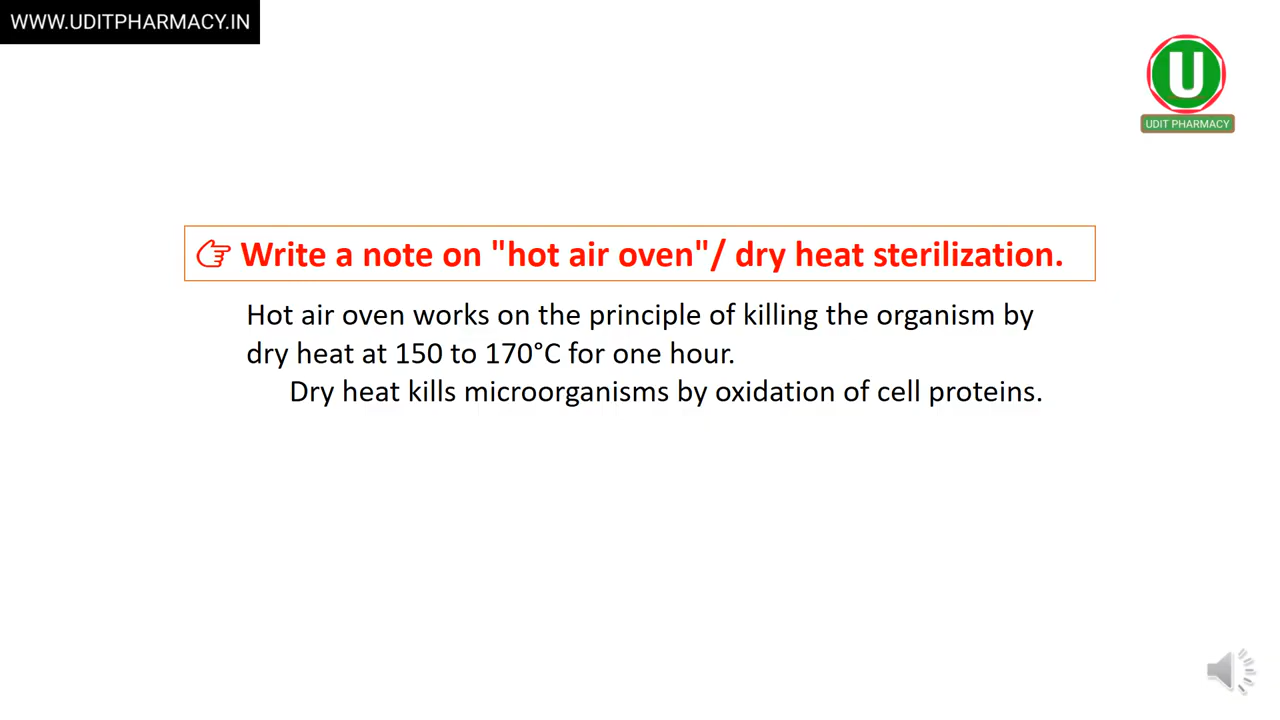 WWW.UDITPHARMACY.IN
U
UDIT PHARMACY
Write a note on "hot air oven"/ dry heat sterilization.
Hot air oven works on the principle of killing the organism by
dry heat at 150 to 170°C for one hour.
Dry heat kills microorganisms by oxidation of cell proteins.